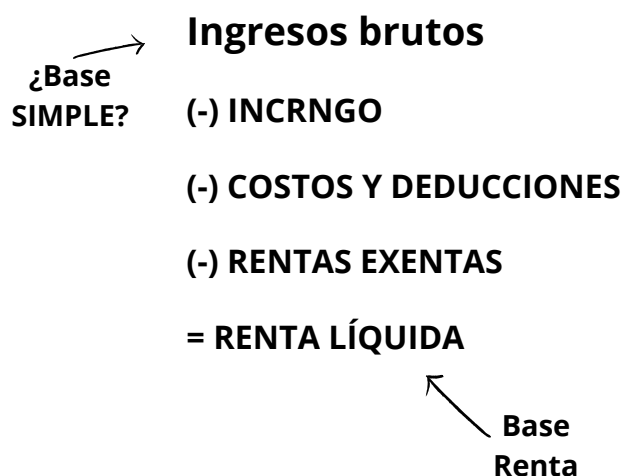 Ingresos brutos
¿Base
SIMPLE?
(-) INCRNGO
(-) COSTOS Y DEDUCCIONES
(-) RENTAS EXENTAS
= RENTA LÍQUIDA
Base
Renta